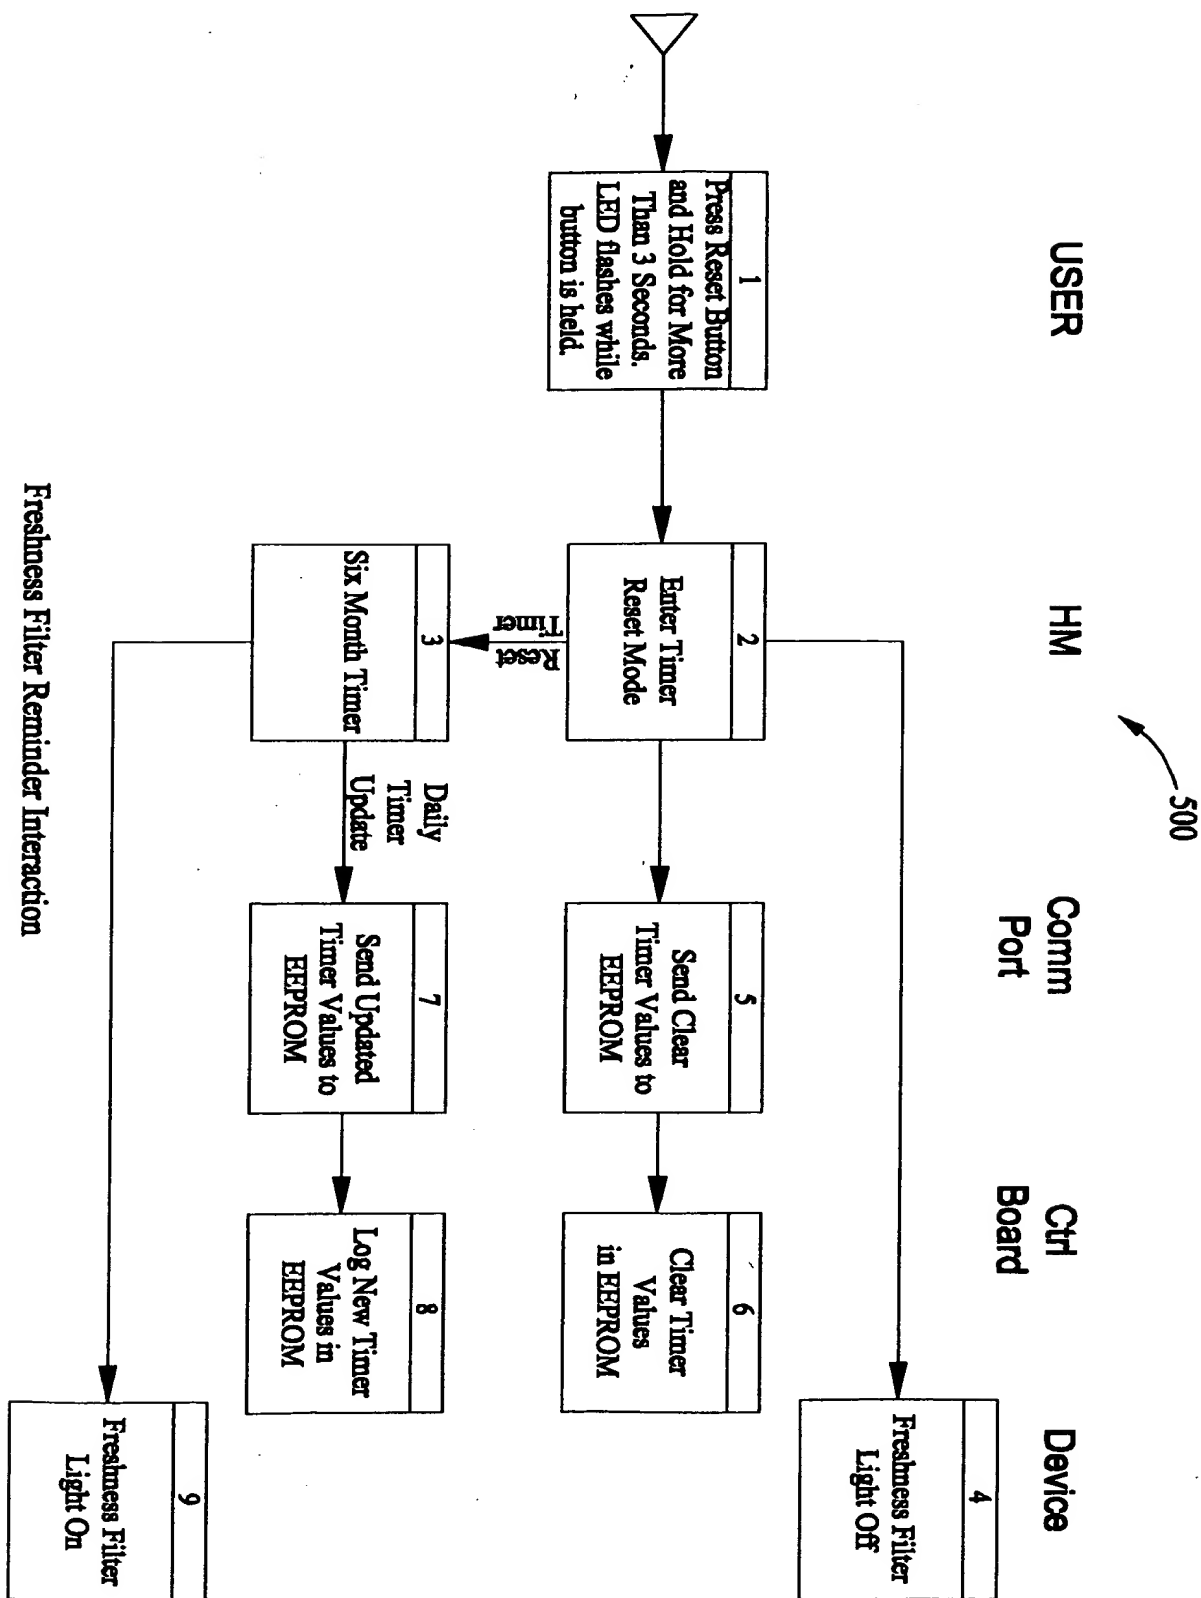 500
USER
HM
Comm
Port
Ctrl
Board
Device
4
Freshness Filter
Light Off
1
Press Reset Button
and Hold for More
Than 3 Seconds.
LED flashes while
button is held.
2
Enter Timer
Reset Mode
5
Send Clear
Timer Values to
EEPROM
6
Clear Timer
Values
in EEPROM
Reset
Timer
3
Six Month Timer
Daily
Timer
Update
7
Send Updated
Timer Values to
EEPROM
8
Log New Timer
Values in
EEPROM
9
Freshness Filter
Light On
Freshness Filter Reminder Interaction